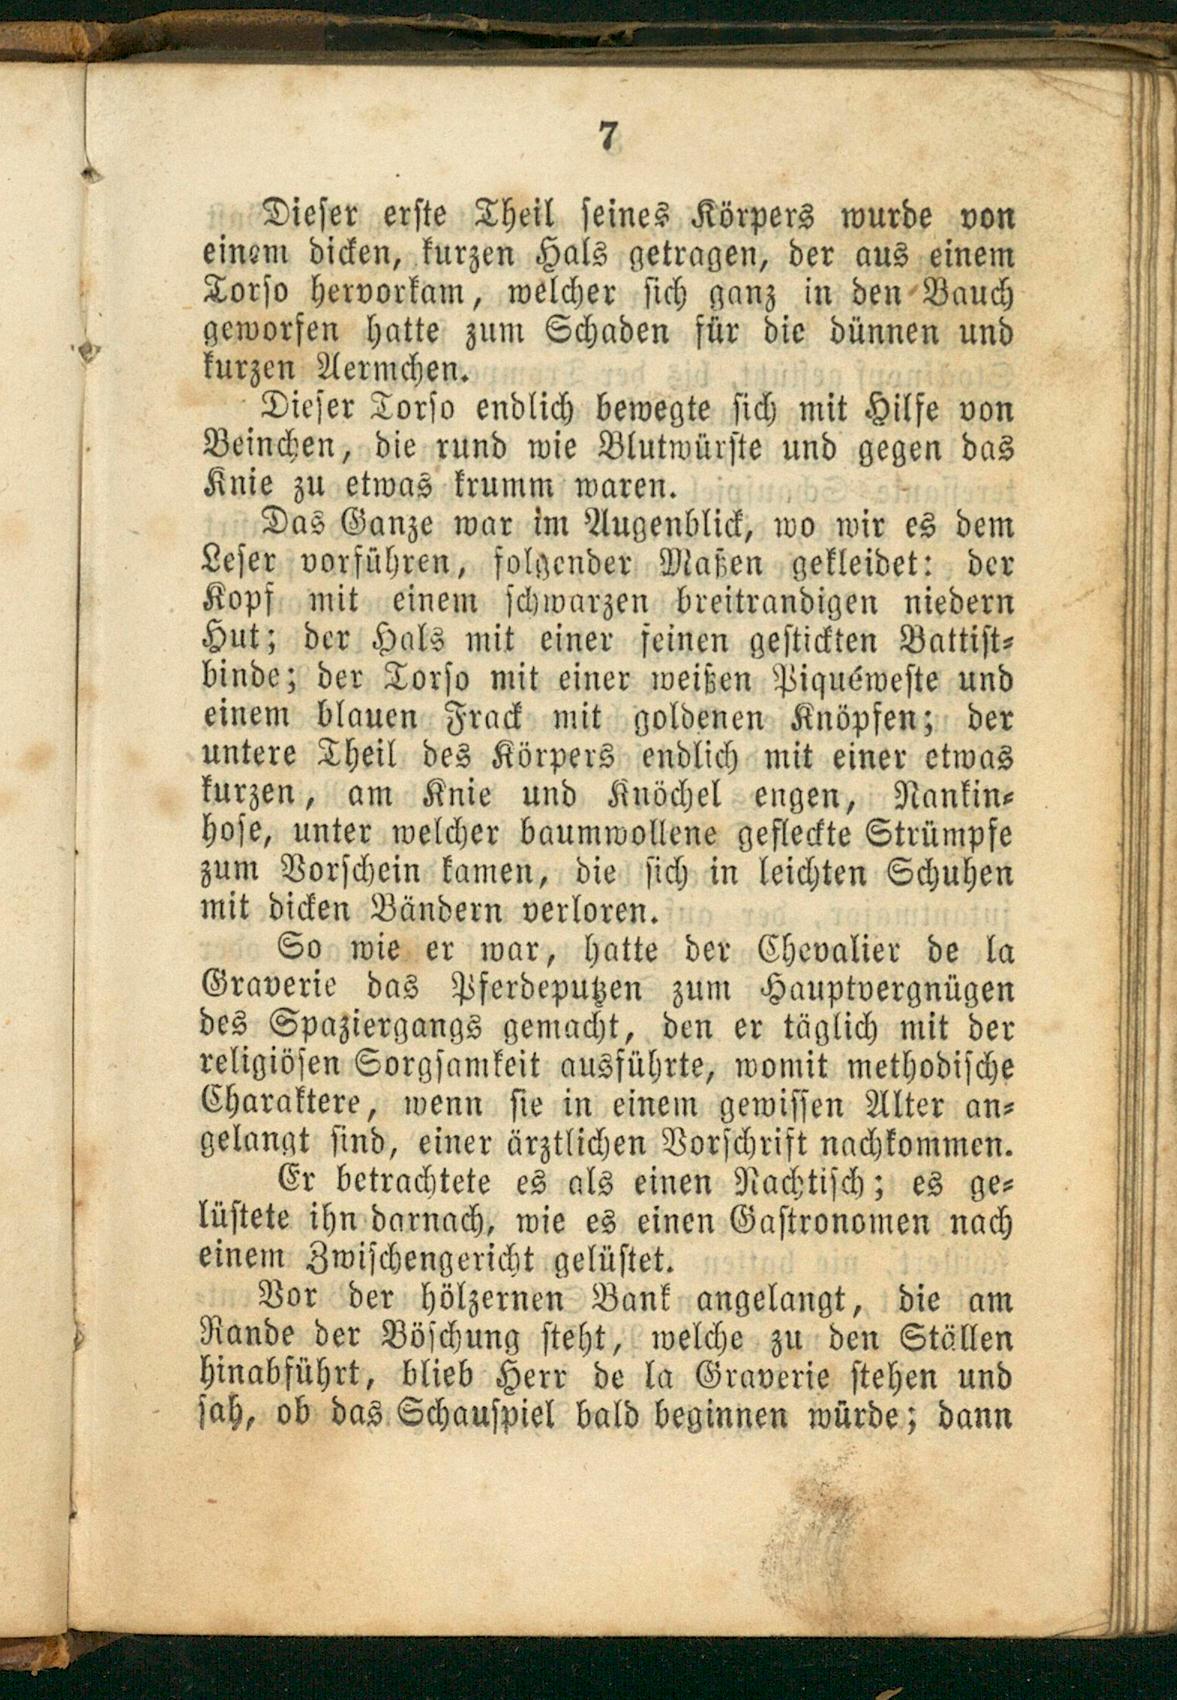 7
Dieser erste Theil seines Körpers wurde von
einem dicken, kurzen Hals getragen, der aus einem
Torso hervorkam, welcher sich ganz in den Bauch
geworfen hatte zum Schaden für die dünnen und
kurzen Aermchen.
Dieser Torso endlich bewegte sich mit Hilfe von
Beinchen, die rund wie Blutwürste und gegen das
Knie zu etwas krumm waren.
Das Ganze war im Augenblick, wo wir es dem
Leser vorführen, folgender Maßen gekleidet: der
Kopf mit einem schwarzen breitrandigen niedern
Hut; der Hals mit einer feinen gestickten Battist-
binde; der Torso mit einer weißen Piquéweste und
einem blauen Frack mit goldenen Knöpfen; der
untere Theil des Körpers endlich mit einer etwas
kurzen, am Knie und Knöchel engen, Nankin-
hose, unter welcher baumwollene gefleckte Strümpfe
zum Vorschein kamen, die sich in leichten Schuhen
mit dicken Bändern verloren.
So wie er war, hatte der Chevalier de la
Graverie das Pferdeputzen zum Hauptvergnügen
des Spaziergangs gemacht, den er täglich mit der
religiösen Sorgsamkeit ausführte, womit methodische
Charaktere, wenn sie in einem gewissen Alter an-
gelangt sind, einer ärztlichen Vorschrift nachkommen.
Er betrachtete es als einen Nachtisch; es ge-
lüstete ihn darnach, wie es einen Gastronomen nach
einem Zwischengericht gelüstet.
Vor der hölzernen Bank angelangt, die am
Rande der Böschung steht, welche zu den Ställen
hinabführt, blieb Herr de la Graverie stehen und
sah, ob das Schauspiel bald beginnen würde; dann